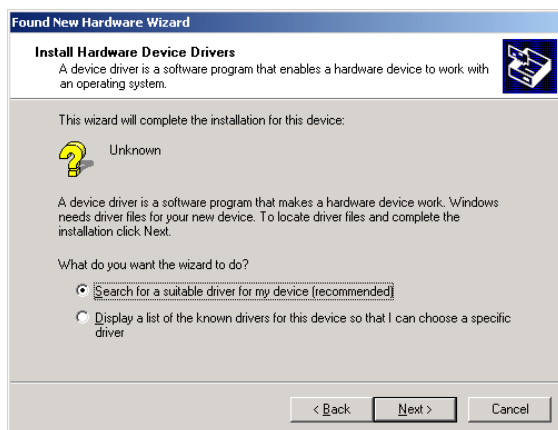 Found New Hardware Wizard
Install Hardware Device Drivers
A device driver is a software program that enables a hardware device to work with
an operating system.
This wizard will complete the installation for this device:
Unknown
A device driver is a software program that makes a hardware device work. Windows
needs driver files for your new device. To locate driver files and complete the
installation click Next.
What do you want the wizard to do?
Search for a suitable driver for my device (recommended)
Display a list of the known drivers for this device so that I can choose a specific
driver
< Back
Next >
Cancel